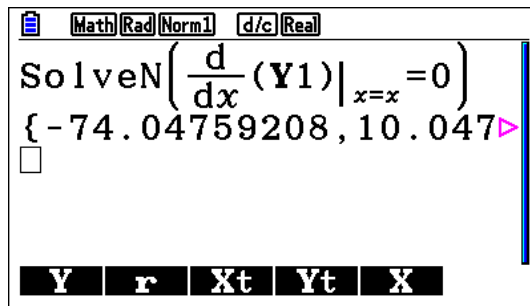 Math Rad Norm1 d/c Real
SolveN(d/dx(Y1)|x=x=0)
{-74.04759208,10.047▷
Y r Xt Yt X